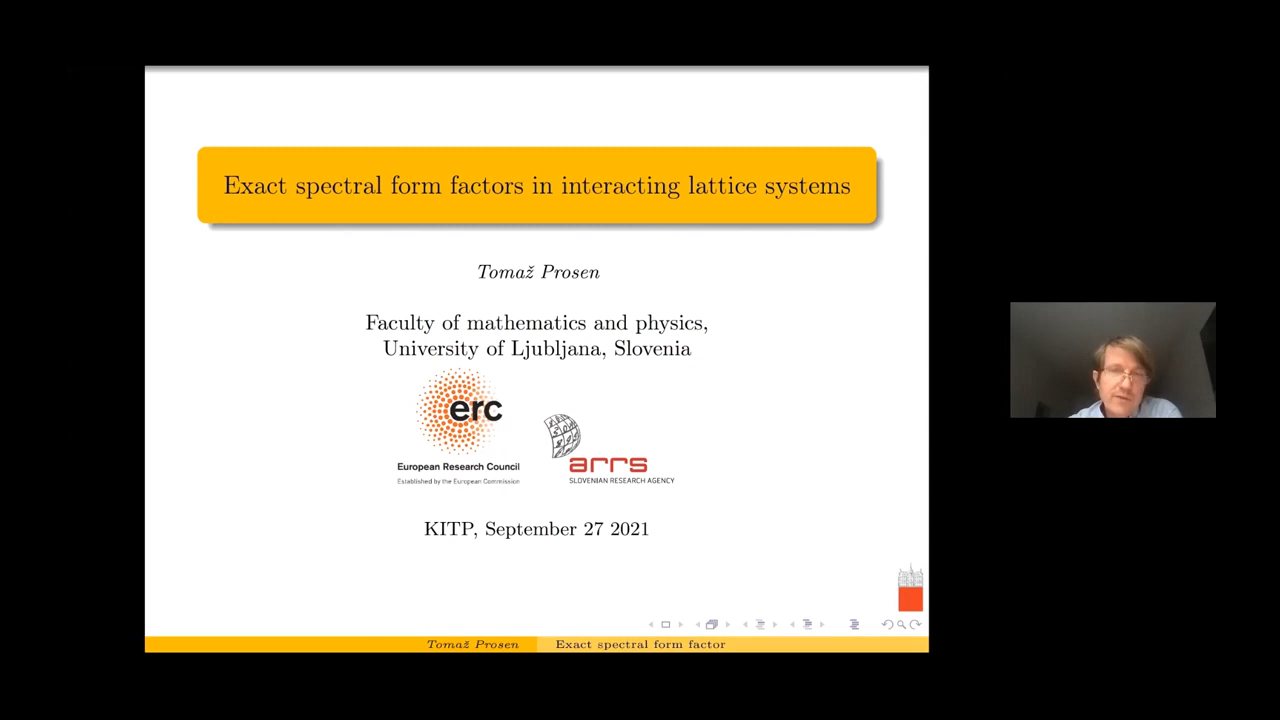 Exact spectral form factors in interacting lattice systems
Tomaž Prosen
Faculty of mathematics and physics,
University of Ljubljana, Slovenia
erc
European Research Council
Established by the European Commission
arrs
SLOVENIAN RESEARCH AGENCY
KITP, September 27 2021
Tomaž Prosen
Exact spectral form factor